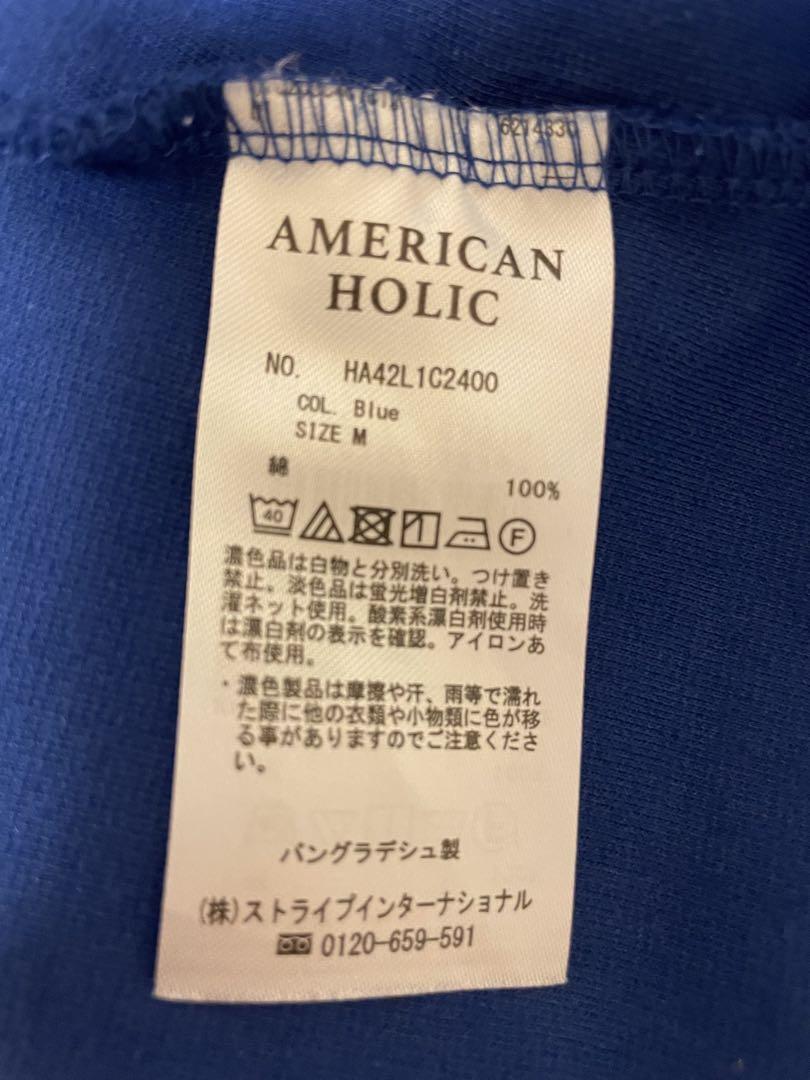 6214330
AMERICAN
HOLIC
NO. HA42L1C2400
COL. Blue
SIZE M
綿 100%
40 F
濃色品は白物と分別洗い。つけ置き
禁止。淡色品は蛍光増白剤禁止。洗
濯ネット使用。酸素系漂白剤使用時
は漂白剤の表示を確認。アイロンあ
て布使用。
・濃色製品は摩擦や汗、雨等で濡れ
た際に他の衣類や小物類に色が移
る事がありますのでご注意くださ
い。
バングラデシュ製
(株)ストライプインターナショナル
0120-659-591